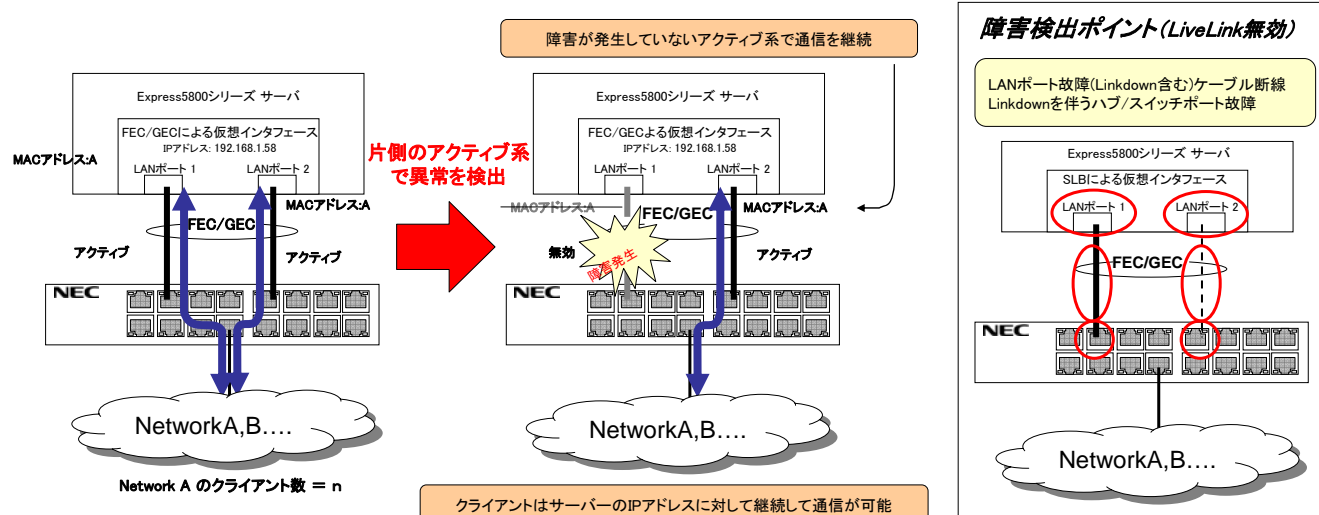 障害が発生していないアクティブ系で通信を継続
Express5800シリーズ サーバ
FEC/GECによる仮想インタフェース
IPアドレス: 192.168.1.58
LANポート 1
LANポート 2
MACアドレス:A
MACアドレス:A
FEC/GEC
アクティブ
アクティブ
NEC
NetworkA,B....
Network A のクライアント数 = n
片側のアクティブ系
で異常を検出
Express5800シリーズ サーバ
FEC/GECよる仮想インタフェース
IPアドレス: 192.168.1.58
LANポート 1
LANポート 2
MACアドレス:A
MACアドレス:A
FEC/GEC
無効
障害発生
アクティブ
NEC
NetworkA,B....
クライアントはサーバーのIPアドレスに対して継続して通信が可能
障害検出ポイント(LiveLink無効)
LANポート故障(Linkdown含む)ケーブル断線
Linkdownを伴うハブ/スイッチポート故障
Express5800シリーズ サーバ
SLBによる仮想インタフェース
LANポート 1
LANポート 2
FEC/GEC
NEC
NetworkA,B....